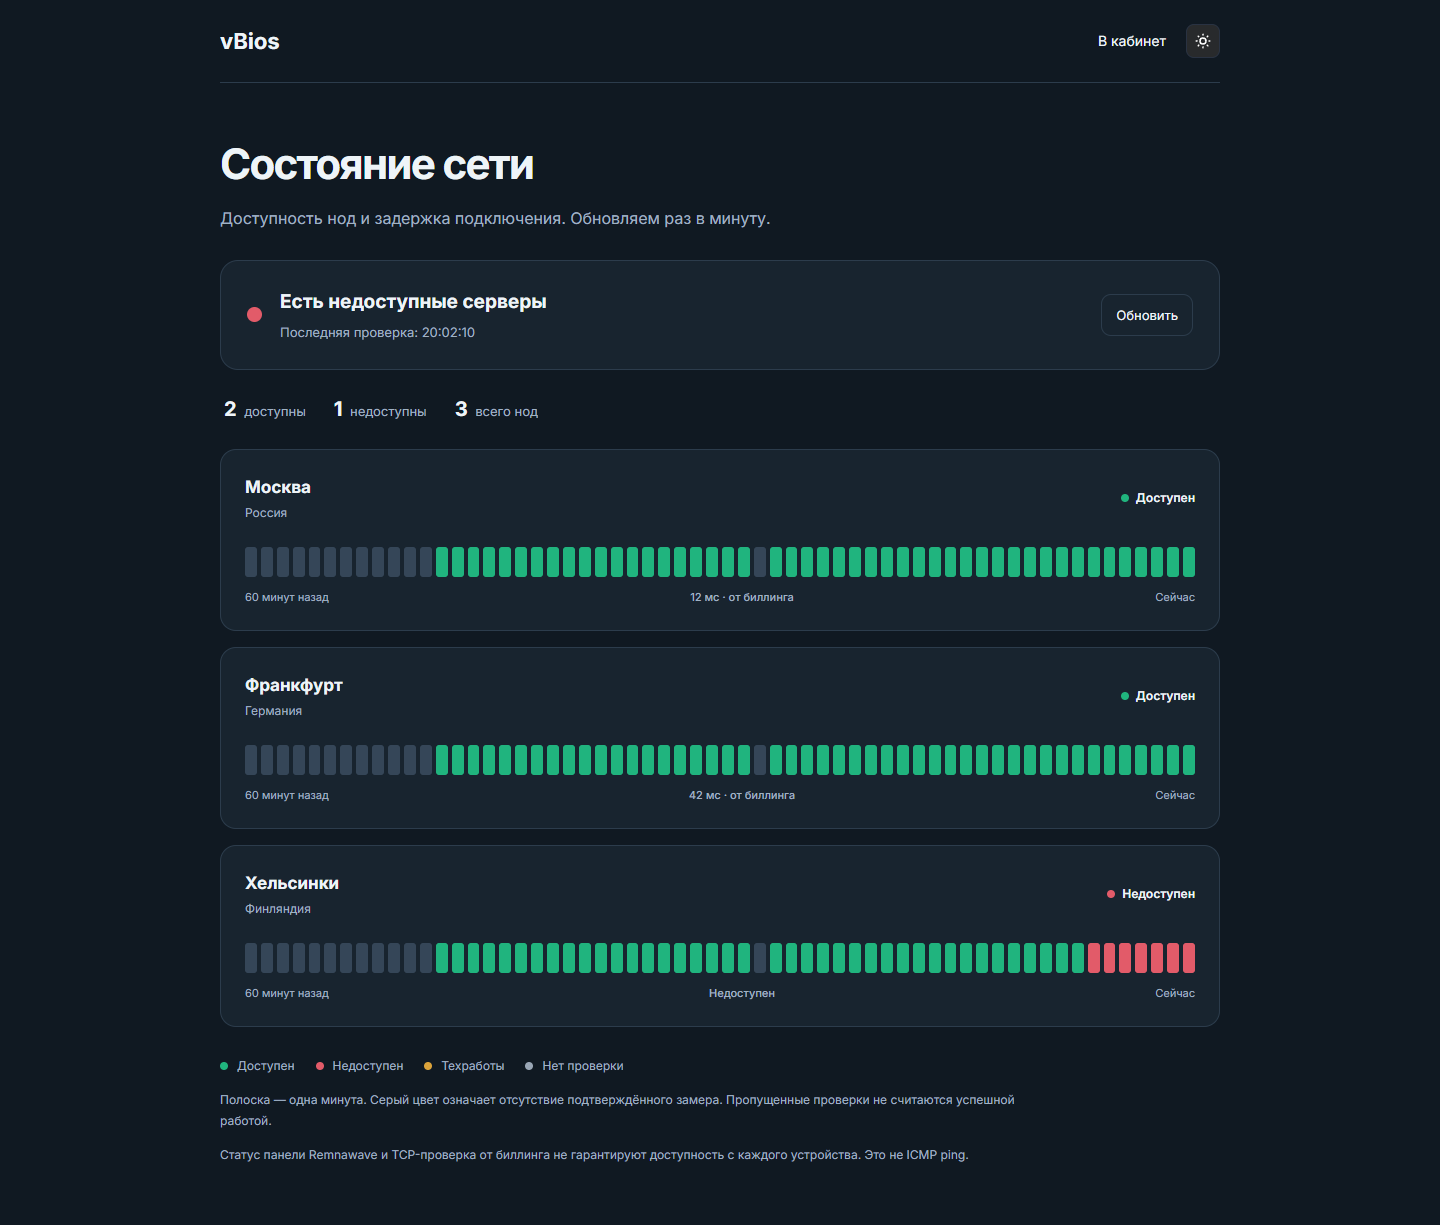 vBios
В кабинет
Состояние сети
Доступность нод и задержка подключения. Обновляем раз в минуту.
Есть недоступные серверы
Последняя проверка: 20:02:10
Обновить
2 доступны 1 недоступны 3 всего нод
Москва
Россия
Доступен
60 минут назад 12 мс · от биллинга Сейчас
Франкфурт
Германия
Доступен
60 минут назад 42 мс · от биллинга Сейчас
Хельсинки
Финляндия
Недоступен
60 минут назад Недоступен Сейчас
Доступен Недоступен Техработы Нет проверки
Полоска — одна минута. Серый цвет означает отсутствие подтверждённого замера. Пропущенные проверки не считаются успешной
работой.
Статус панели Remnawave и TCP-проверка от биллинга не гарантируют доступность с каждого устройства. Это не ICMP ping.